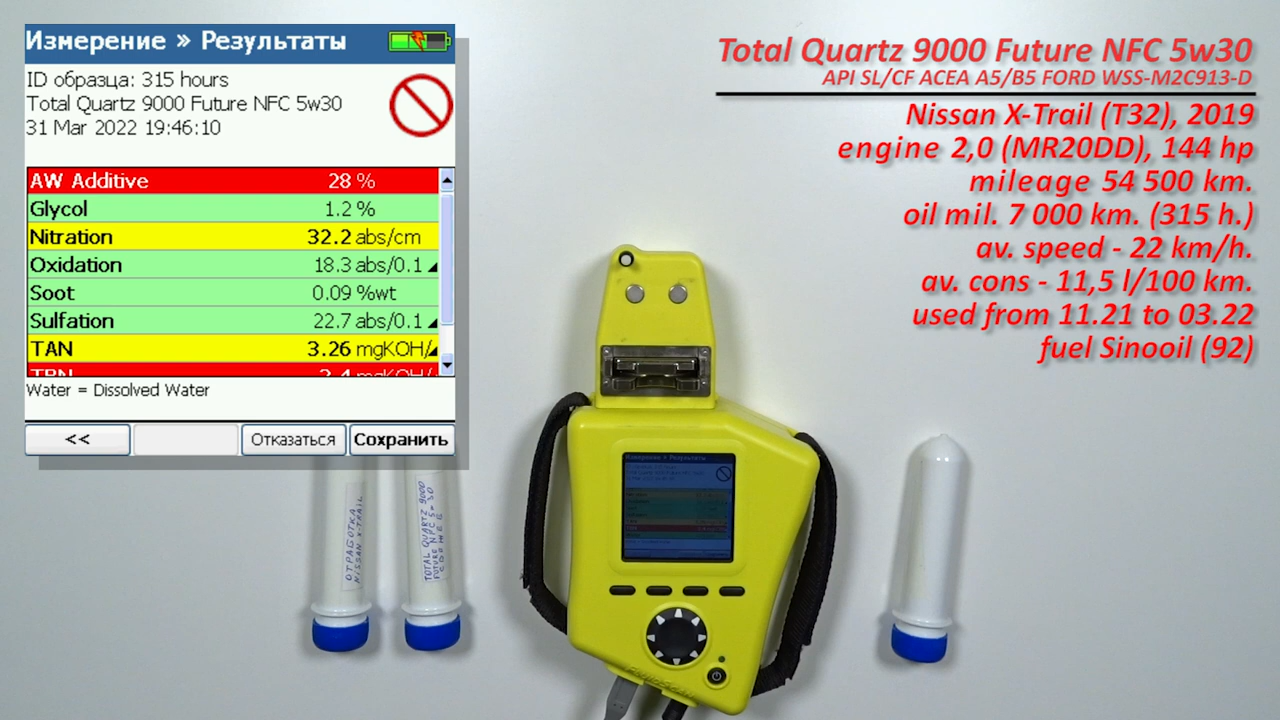 Измерение » Результаты
ID образца: 315 hours
Total Quartz 9000 Future NFC 5w30
31 Mar 2022 19:46:10
AW Additive 28 %
Glycol 1.2 %
Nitration 32.2 abs/cm
Oxidation 18.3 abs/0.1
Soot 0.09 %wt
Sulfation 22.7 abs/0.1
TAN 3.26 mgKOH/
Water = Dissolved Water
<<
Отказаться
Сохранить
Total Quartz 9000 Future NFC 5w30
API SL/CF ACEA A5/B5 FORD WSS-M2C913-D
Nissan X-Trail (T32), 2019
engine 2,0 (MR20DD), 144 hp
mileage 54 500 km.
oil mil. 7 000 km. (315 h.)
av. speed - 22 km/h.
av. cons - 11,5 l/100 km.
used from 11.21 to 03.22
fuel Sinooil (92)
ОТРАБОТКА
NISSAN X-TRAIL
TOTAL QUARTZ 9000
FUTURE NFC 5W-30
Измерение » Результаты